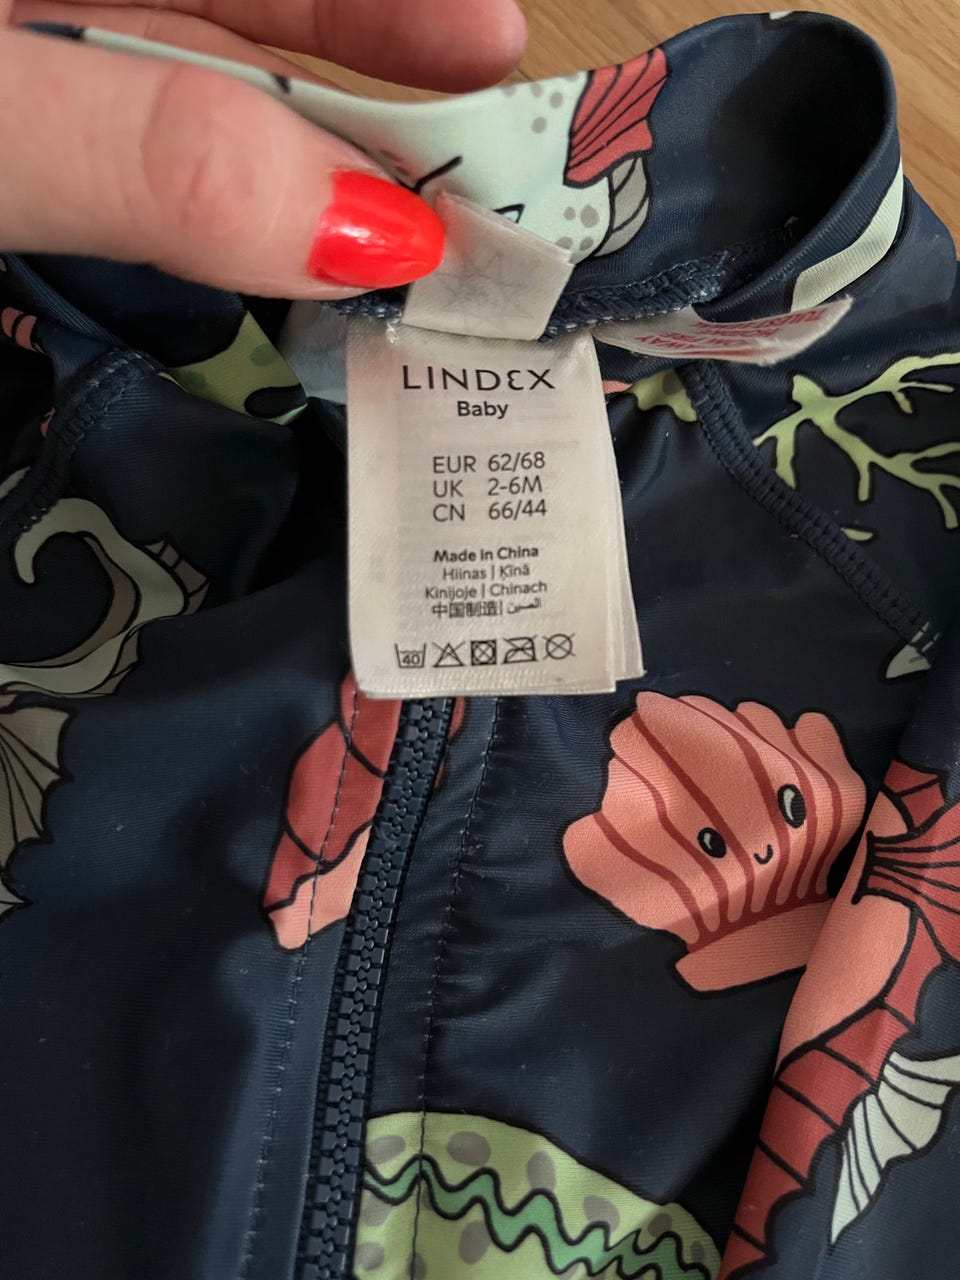 LINDEX
Baby
EUR 62/68
UK 2-6M
CN 66/44
Made in China
Hiinas | Ķīnā
Kinijoje | Chinach
中国制造| الصين
40